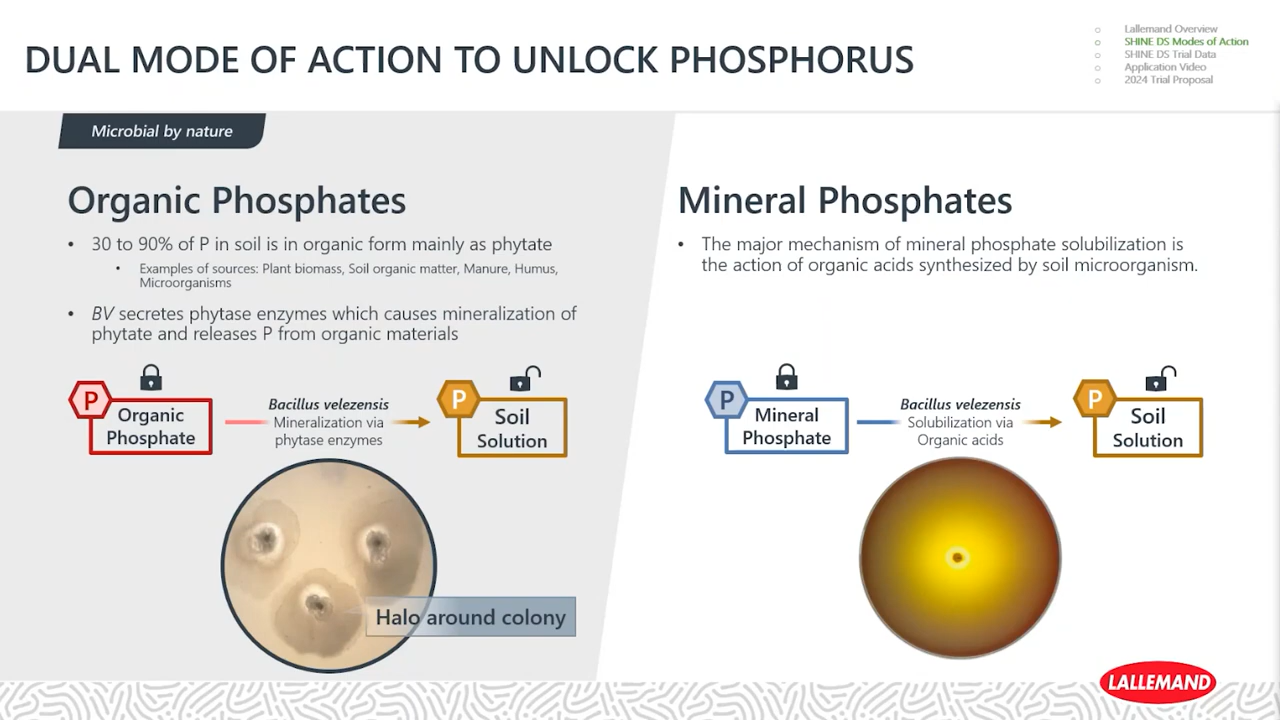 DUAL MODE OF ACTION TO UNLOCK PHOSPHORUS
Lallemand Overview
SHINE DS Modes of Action
SHINE DS Trial Data
Application Video
2024 Trial Proposal
Microbial by nature
Organic Phosphates
• 30 to 90% of P in soil is in organic form mainly as phytate
• Examples of sources: Plant biomass, Soil organic matter, Manure, Humus,
Microorganisms
• BV secretes phytase enzymes which causes mineralization of
phytate and releases P from organic materials
P
Organic
Phosphate
Bacillus velezensis
Mineralization via
phytase enzymes
P
Soil
Solution
Halo around colony
Mineral Phosphates
• The major mechanism of mineral phosphate solubilization is
the action of organic acids synthesized by soil microorganism.
P
Mineral
Phosphate
Bacillus velezensis
Solubilization via
Organic acids
P
Soil
Solution
LALLEMAND